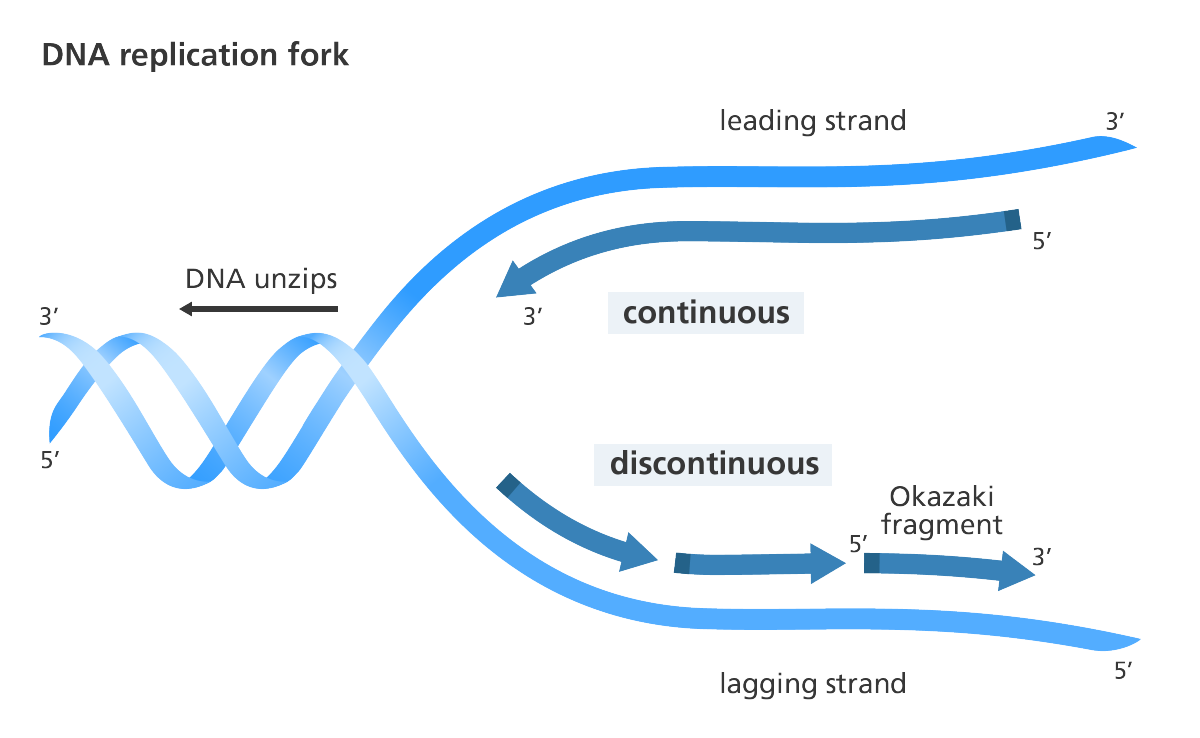 DNA replication fork
leading strand
3’
5’
DNA unzips
3’
3’
continuous
5’
discontinuous
Okazaki
fragment
5’
3’
lagging strand
5’